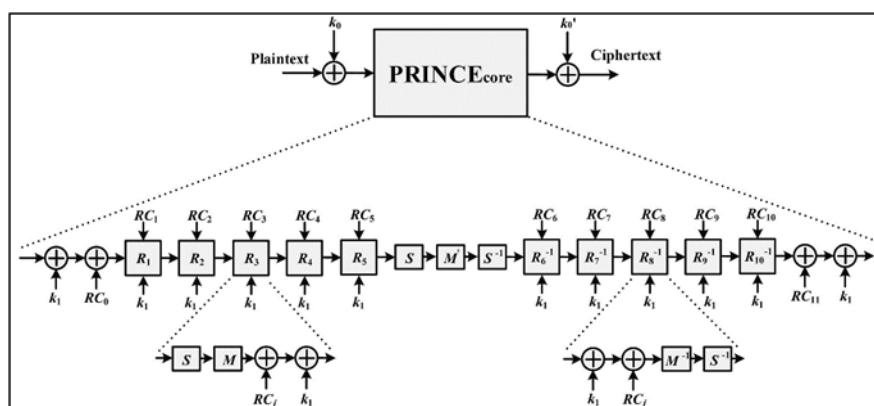 k₀ k₀'
Plaintext PRINCEcore Ciphertext
RC₁ RC₂ RC₃ RC₄ RC₅ RC₆ RC₇ RC₈ RC₉ RC₁₀
R₁ R₂ R₃ R₄ R₅ S M' S⁻¹ R₆⁻¹ R₇⁻¹ R₈⁻¹ R₉⁻¹ R₁₀⁻¹
k₁ RC₀ k₁ k₁ k₁ k₁ k₁ k₁ k₁ k₁ k₁ k₁ RC₁₁ k₁
S M M⁻¹ S⁻¹
RCᵢ k₁ k₁ RCᵢ